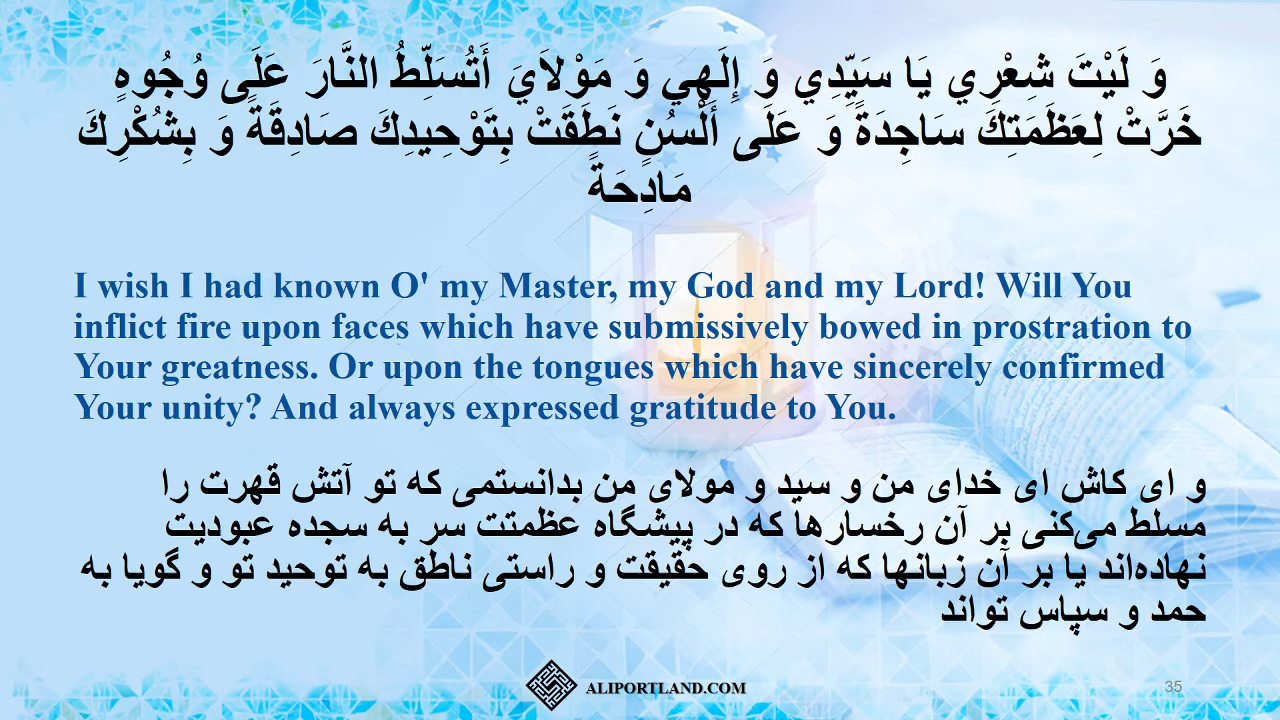 وَ لَيْتَ شِعْرِي يَا سَيِّدِي وَ إِلَهِي وَ مَوْلاَيَ أَتُسَلِّطُ النَّارَ عَلَى وُجُوهٍ
خَرَّتْ لِعَظَمَتِكَ سَاجِدَةً وَ عَلَى أَلْسُنٍ نَطَقَتْ بِتَوْحِيدِكَ صَادِقَةً وَ بِشُكْرِكَ
مَادِحَةً
I wish I had known O' my Master, my God and my Lord! Will You
inflict fire upon faces which have submissively bowed in prostration to
Your greatness. Or upon the tongues which have sincerely confirmed
Your unity? And always expressed gratitude to You.
و ای کاش ای خدای من و سید و مولای من بدانستمی که تو آتش قهرت را
مسلط می‌کنی بر آن رخسارها که در پیشگاه عظمتت سر به سجده عبودیت
نهاده‌اند یا بر آن زبانها که از روی حقیقت و راستی ناطق به توحید تو و گویا به
حمد و سپاس تواند
ALIPORTLAND.COM
35